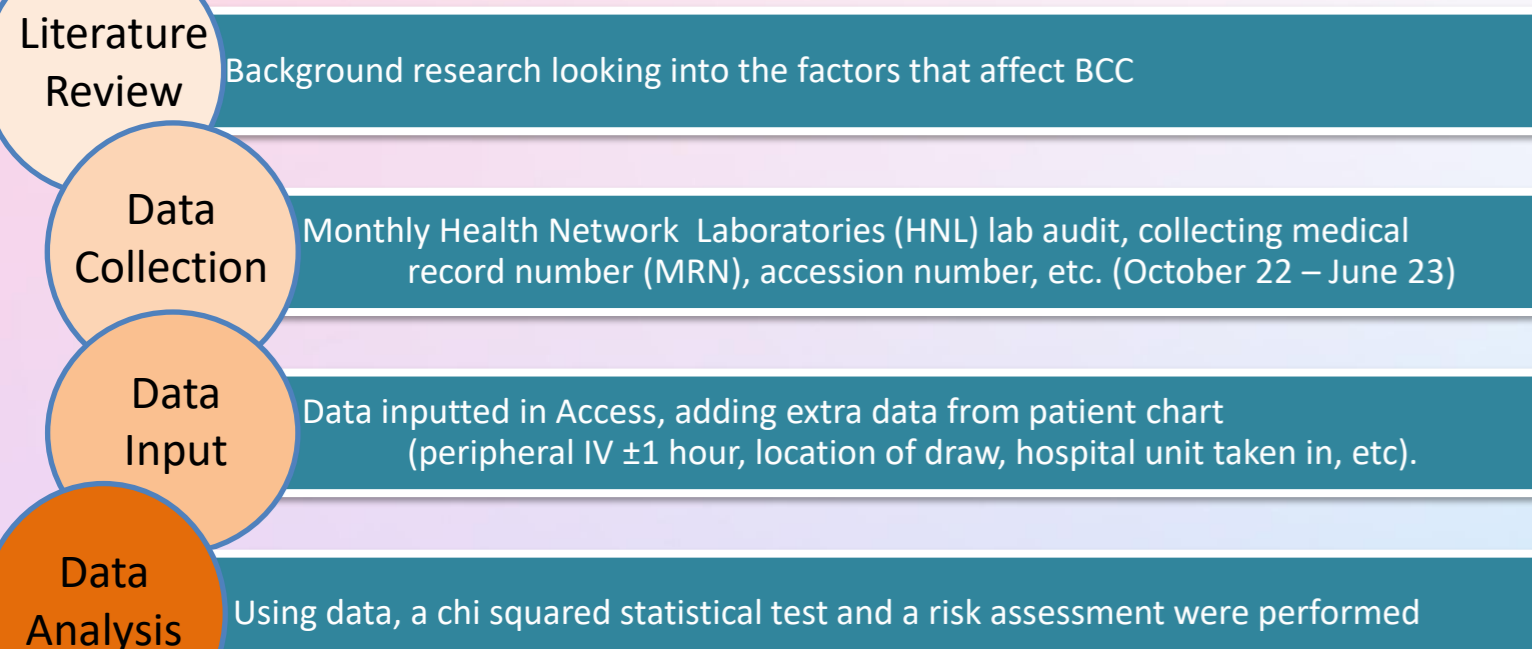 Literature
Review
Background research looking into the factors that affect BCC
Data
Collection
Monthly Health Network  Laboratories (HNL) lab audit, collecting medical
record number (MRN), accession number, etc. (October 22 – June 23)
Data
Input
Data inputted in Access, adding extra data from patient chart
(peripheral IV ±1 hour, location of draw, hospital unit taken in, etc).
Data
Analysis
Using data, a chi squared statistical test and a risk assessment were performed